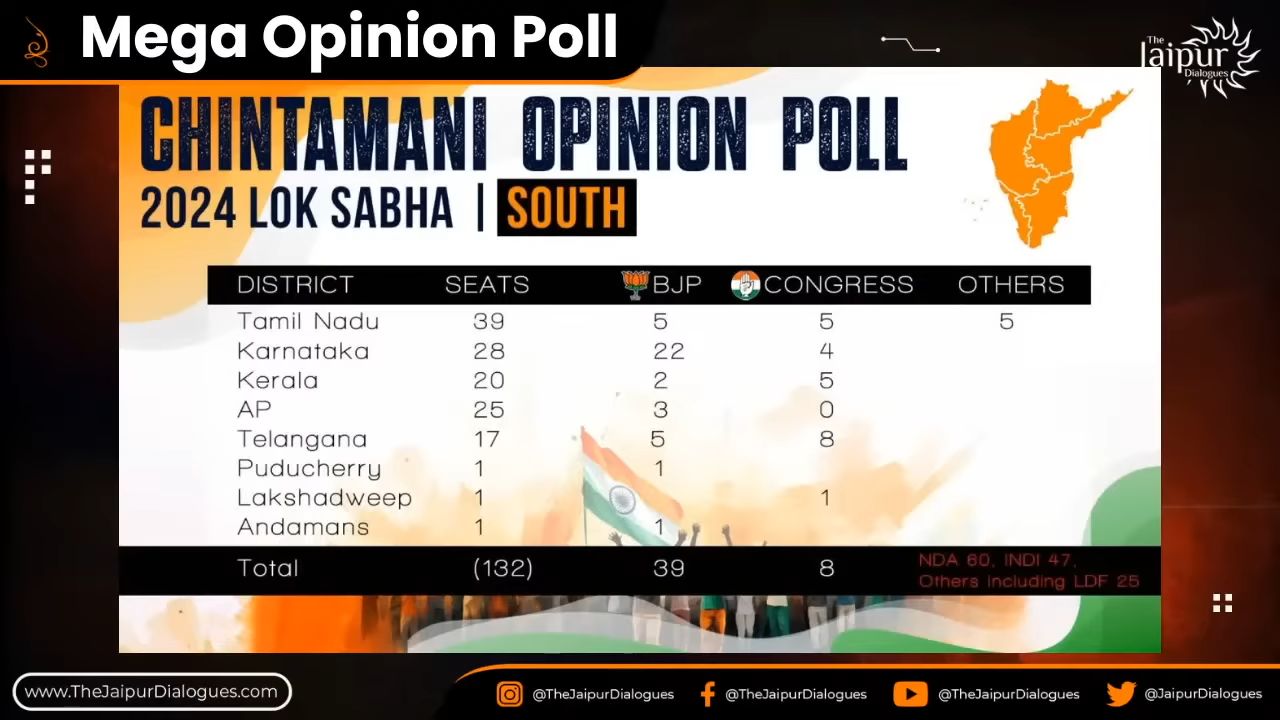 Mega Opinion Poll
The
Jaipur
Dialogues
CHINTAMANI OPINION POLL
2024 LOK SABHA | SOUTH
DISTRICT SEATS BJP CONGRESS OTHERS
Tamil Nadu 39 5 5 5
Karnataka 28 22 4
Kerala 20 2 5
AP 25 3 0
Telangana 17 5 8
Puducherry 1 1
Lakshadweep 1 1
Andamans 1 1
Total (132) 39 8 NDA 60, INDI 47,
Others including LDF 25
www.TheJaipurDialogues.com @TheJaipurDialogues @TheJaipurDialogues @TheJaipurDialogues @JaipurDialogues